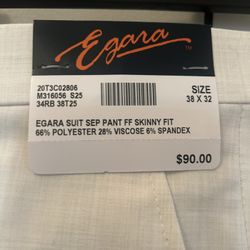 Egara
™
20T3C02806
M316056 S25
34RB 38T25
SIZE
38 X 32
EGARA SUIT SEP PANT FF SKINNY FIT
66% POLYESTER 28% VISCOSE 6% SPANDEX
$90.00